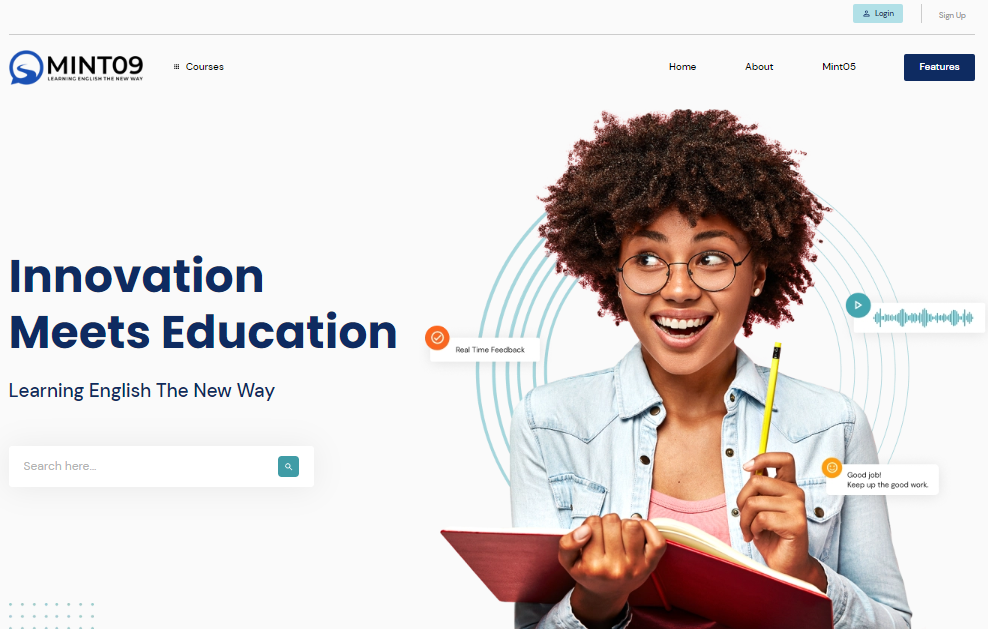 Login
Sign Up
MINT09
LEARNING ENGLISH THE NEW WAY
Courses
Home
About
Mint05
Features
Innovation
Meets Education
Learning English The New Way
Search here...
Real Time Feedback
Good job!
Keep up the good work.